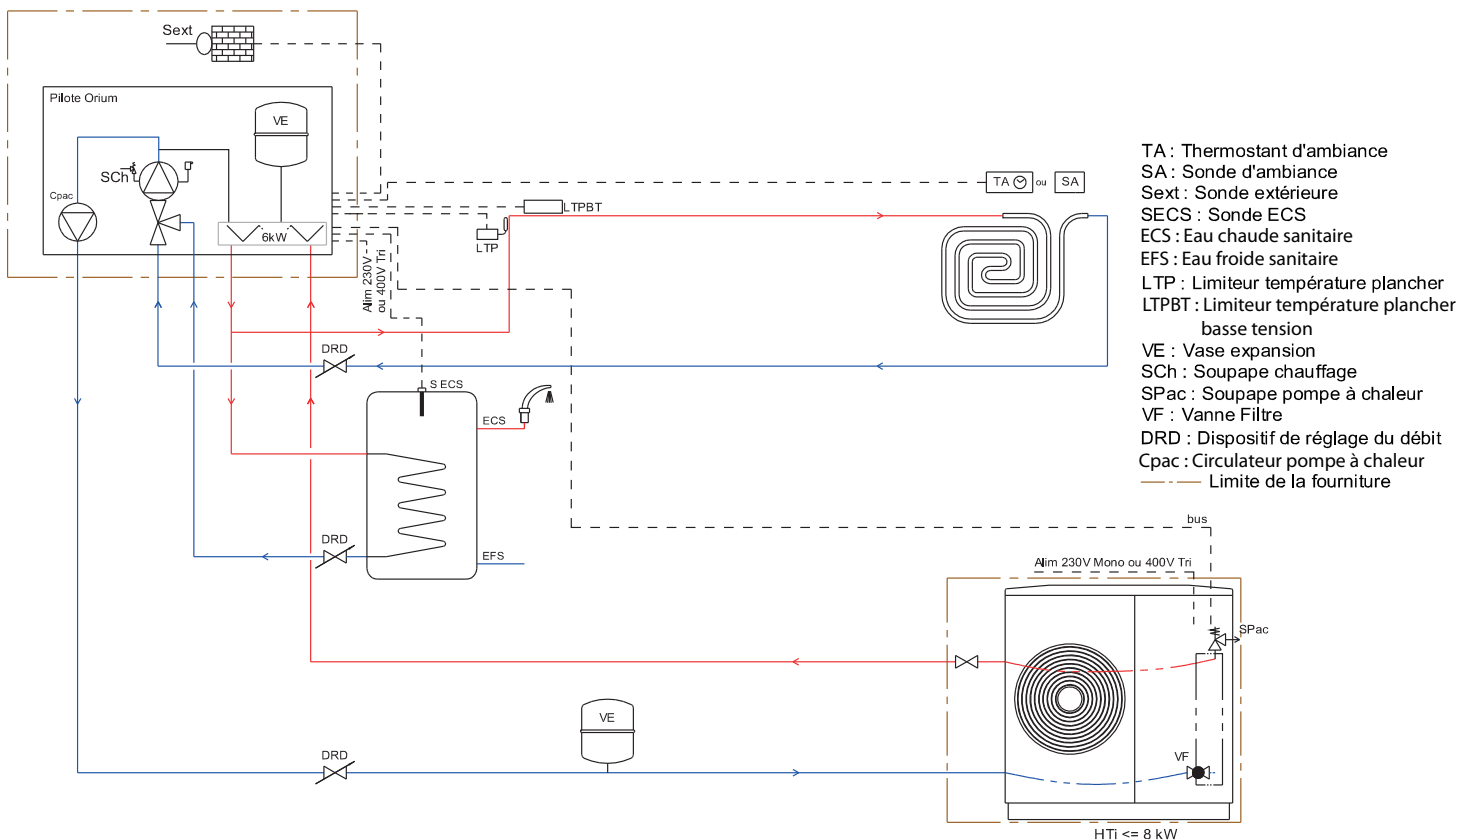 Sext
Pilote Orium
VE
SCh
Cpac
6kW
TA
ou
SA
LTPBT
LTP
Alim 230V -
ou 400V Tri
DRD
S ECS
ECS
DRD
EFS
bus
Alim 230V Mono ou 400V Tri
SPac
VE
DRD
VF
HTi <= 8 kW
TA : Thermostant d'ambiance
SA : Sonde d'ambiance
Sext : Sonde extérieure
SECS : Sonde ECS
ECS : Eau chaude sanitaire
EFS : Eau froide sanitaire
LTP : Limiteur température plancher
LTPBT : Limiteur température plancher
basse tension
VE : Vase expansion
SCh : Soupape chauffage
SPac : Soupape pompe à chaleur
VF : Vanne Filtre
DRD : Dispositif de réglage du débit
Cpac : Circulateur pompe à chaleur
Limite de la fourniture